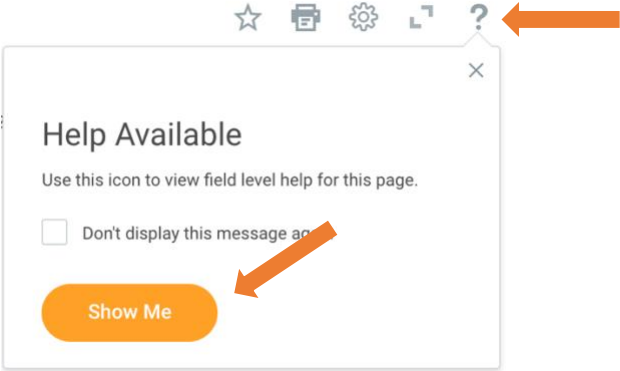 ?
Help Available
Use this icon to view field level help for this page.
Don't display this message
Show Me